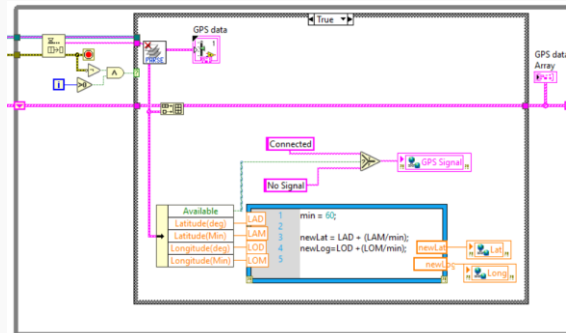 True
GPS data
PARSE
GPS data
Array
i
Connected
GPS Signal
No Signal
Available
Latitude(deg)
Latitude(Min)
Longitude(deg)
Longitude(Min)
LAD
LAM
LOD
LOM
1
2
3
4
5
min = 60;
newLat = LAD + (LAM/min);
newLog=LOD +(LOM/min);
newLat
newLog
Lat
Long